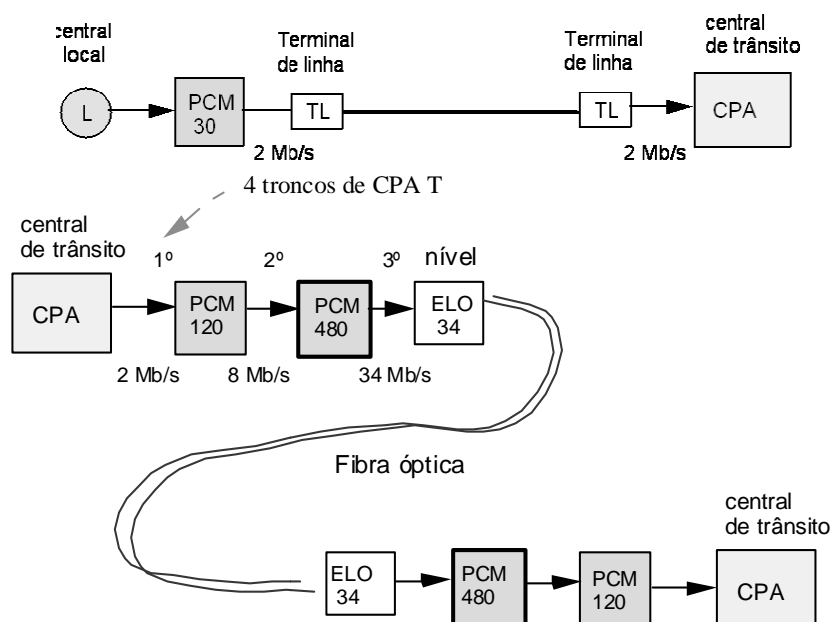 central
local
Terminal
de linha
Terminal
de linha
central
de trânsito
L
PCM
30
TL
TL
CPA
2 Mb/s
2 Mb/s
4 troncos de CPA T
central
de trânsito
1º
2º
3º
nível
CPA
PCM
120
PCM
480
ELO
34
2 Mb/s
8 Mb/s
34 Mb/s
Fibra óptica
central
de trânsito
ELO
34
PCM
480
PCM
120
CPA